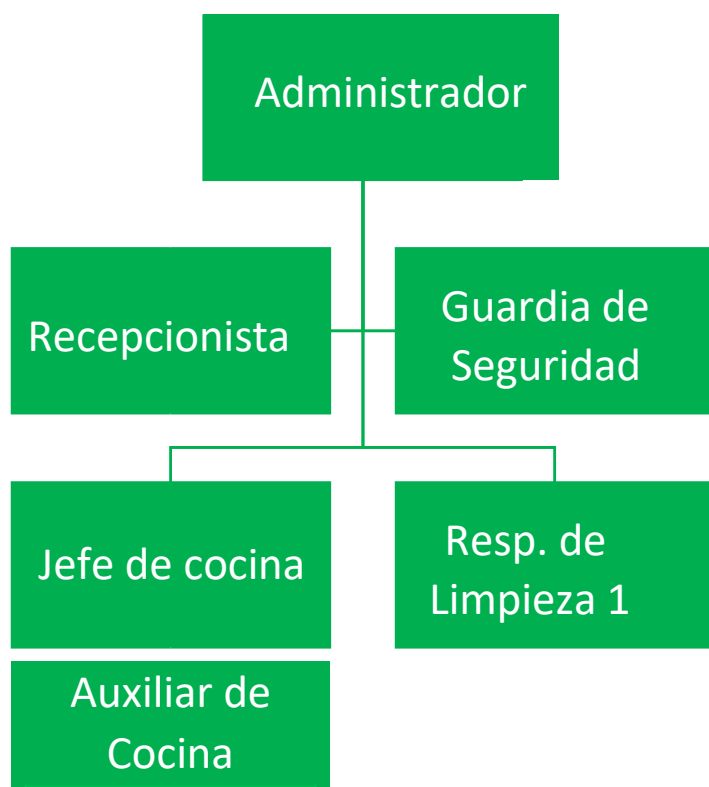 Administrador
Recepcionista
Guardia de
Seguridad
Jefe de cocina
Resp. de
Limpieza 1
Auxiliar de
Cocina